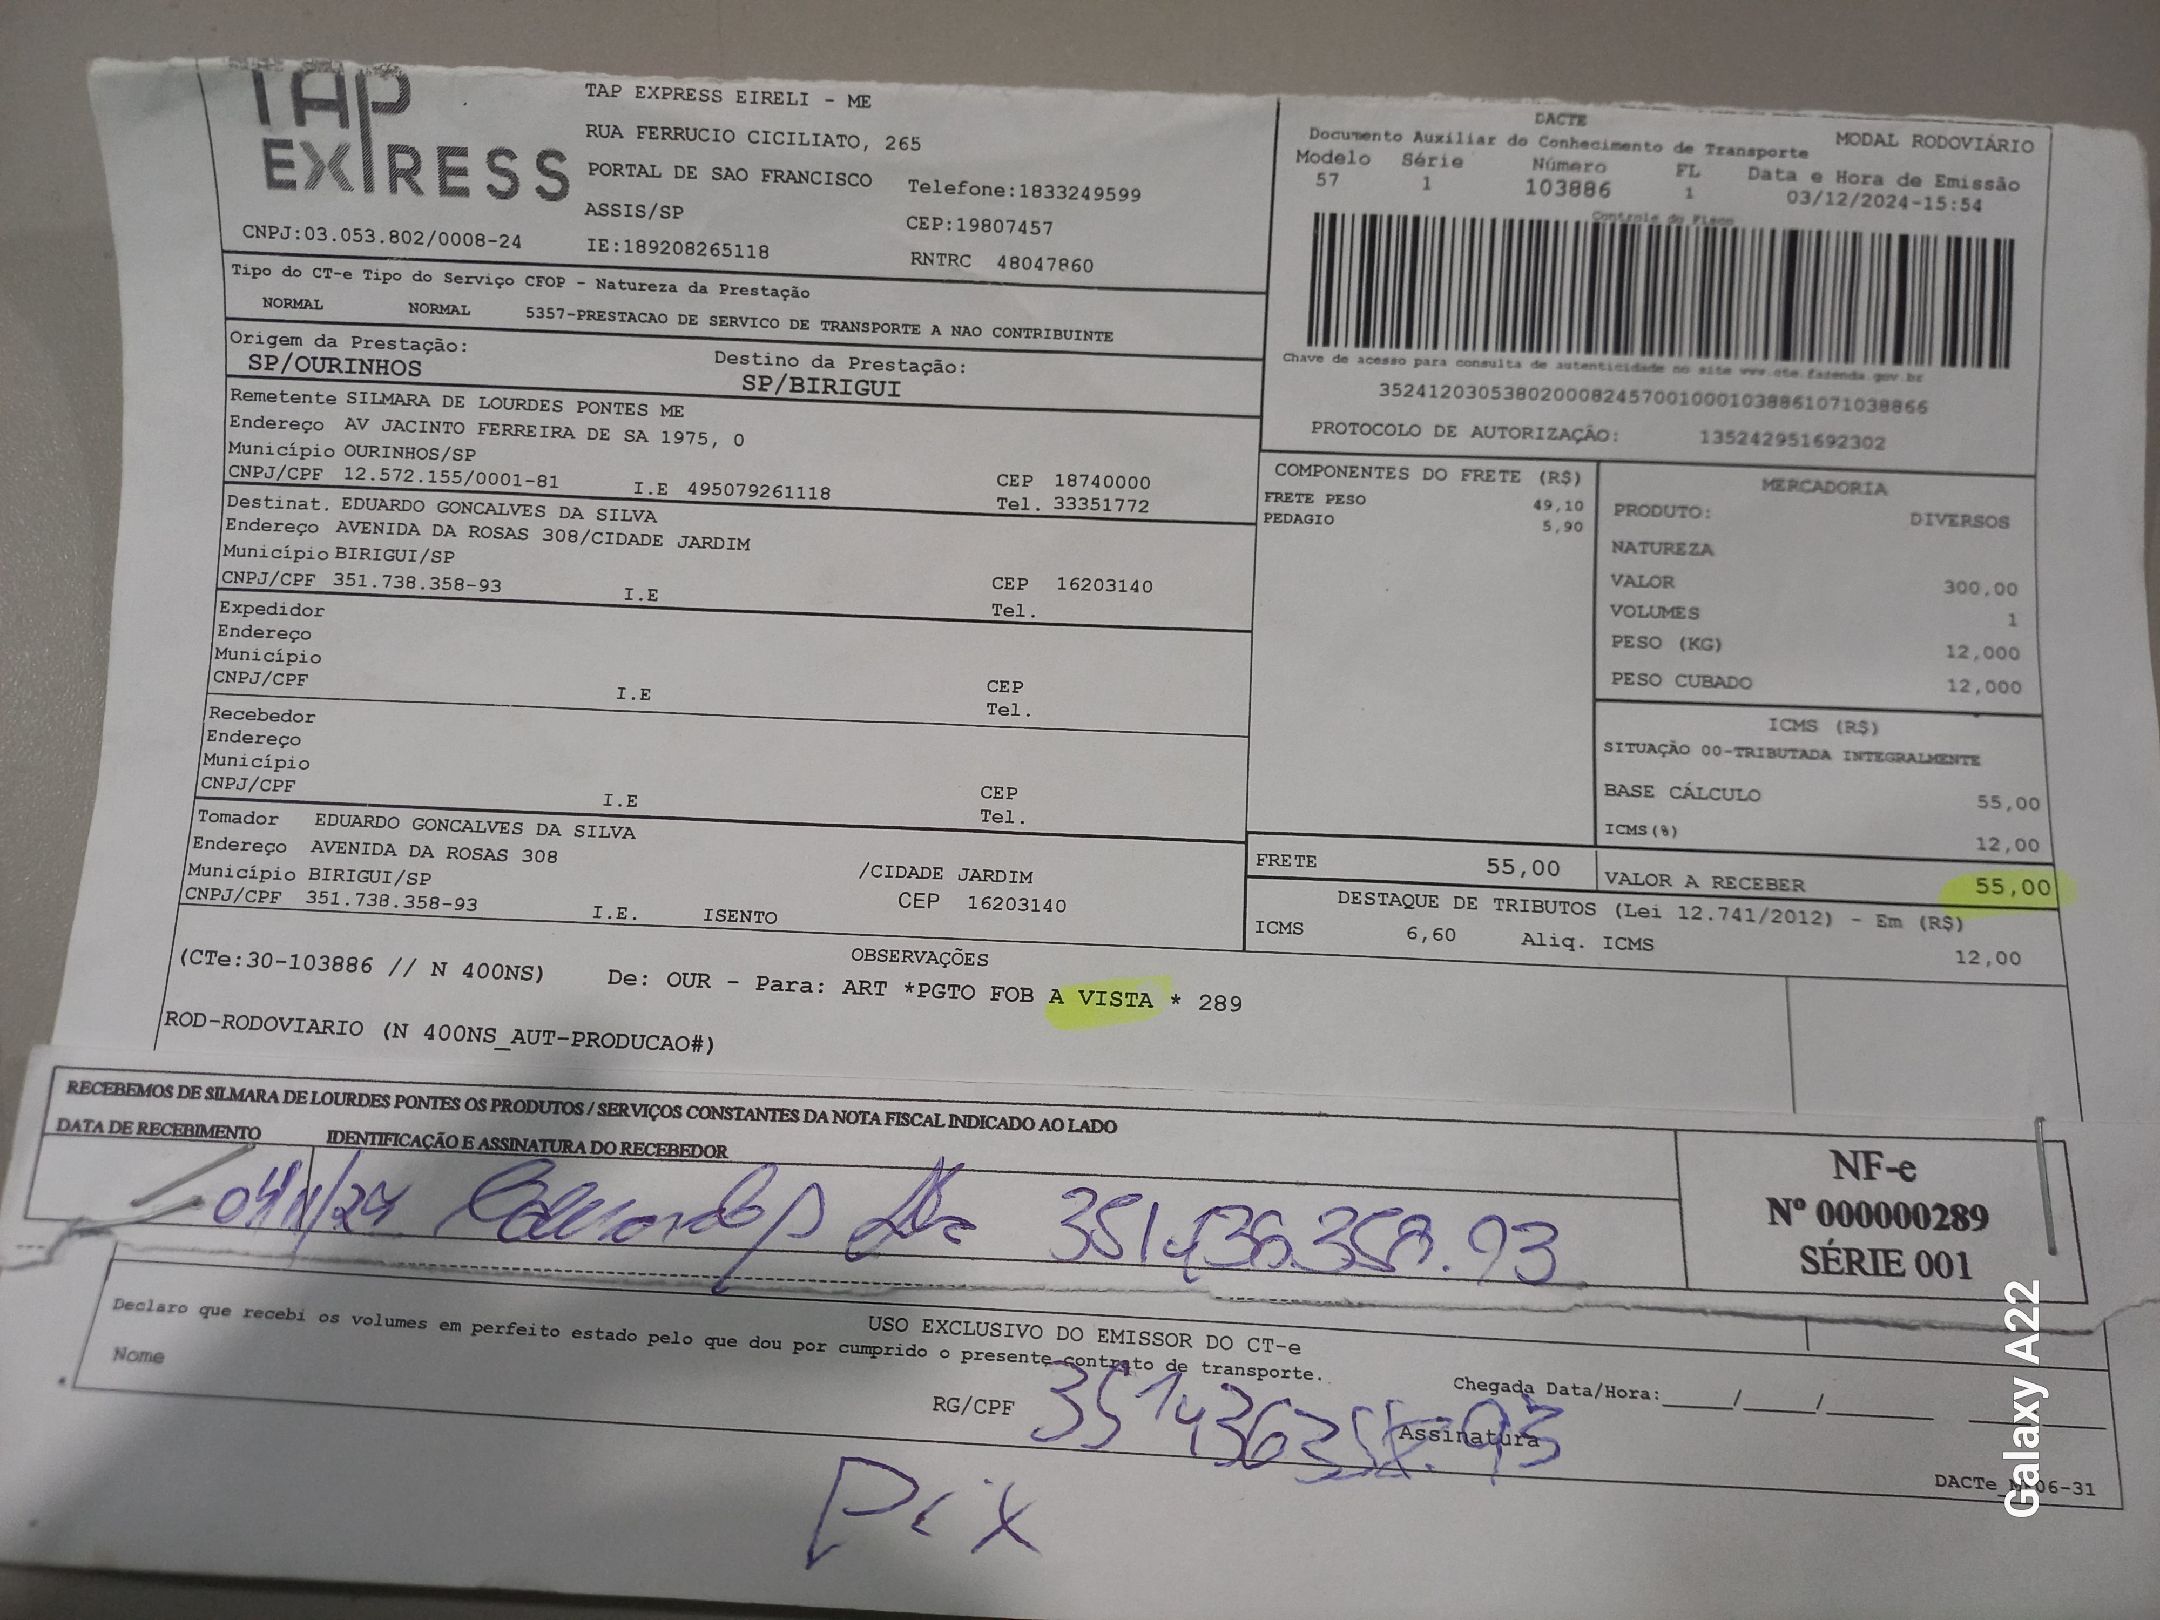 TAP EXPRESS
TAP EXPRESS EIRELI - ME
RUA FERRUCIO CICILIATO, 265
PORTAL DE SAO FRANCISCO Telefone:1833249599
ASSIS/SP CEP:19807457
CNPJ:03.053.802/0008-24 IE:189208265118 RNTRC 48047860
DACTE
Documento Auxiliar do Conhecimento de Transporte MODAL RODOVIÁRIO
Modelo Série Número FL Data e Hora de Emissão
57 1 103886 1 03/12/2024-15:54
Controle do Fisco
Chave de acesso para consulta de autenticidade no site www.cte.fazenda.gov.br
35241203053802000824570010001038861071038866
PROTOCOLO DE AUTORIZAÇÃO: 135242951692302
Tipo do CT-e Tipo do Serviço CFOP - Natureza da Prestação
NORMAL NORMAL 5357-PRESTACAO DE SERVICO DE TRANSPORTE A NAO CONTRIBUINTE
Origem da Prestação: Destino da Prestação:
SP/OURINHOS SP/BIRIGUI
Remetente SILMARA DE LOURDES PONTES ME
Endereço AV JACINTO FERREIRA DE SA 1975, 0
Município OURINHOS/SP CEP 18740000
CNPJ/CPF 12.572.155/0001-81 I.E 495079261118 Tel. 33351772
Destinat. EDUARDO GONCALVES DA SILVA
Endereço AVENIDA DA ROSAS 308/CIDADE JARDIM
Município BIRIGUI/SP CEP 16203140
CNPJ/CPF 351.738.358-93 I.E Tel.
Expedidor
Endereço
Município CEP
CNPJ/CPF I.E Tel.
Recebedor
Endereço
Município CEP
CNPJ/CPF I.E Tel.
Tomador EDUARDO GONCALVES DA SILVA
Endereço AVENIDA DA ROSAS 308 /CIDADE JARDIM
Município BIRIGUI/SP CEP 16203140
CNPJ/CPF 351.738.358-93 I.E. ISENTO
COMPONENTES DO FRETE (R$)
FRETE PESO 49,10
PEDAGIO 5,90
MERCADORIA
PRODUTO: DIVERSOS
NATUREZA
VALOR 300,00
VOLUMES 1
PESO (KG) 12,000
PESO CUBADO 12,000
ICMS (R$)
SITUAÇÃO 00-TRIBUTADA INTEGRALMENTE
BASE CÁLCULO 55,00
ICMS(%) 12,00
FRETE 55,00 VALOR A RECEBER 55,00
DESTAQUE DE TRIBUTOS (Lei 12.741/2012) - Em (R$)
ICMS 6,60 Aliq. ICMS 12,00
OBSERVAÇÕES
(CTe:30-103886 // N 400NS) De: OUR - Para: ART *PGTO FOB A VISTA * 289
ROD-RODOVIARIO (N 400NS_AUT-PRODUCAO#)
RECEBEMOS DE SILMARA DE LOURDES PONTES OS PRODUTOS / SERVIÇOS CONSTANTES DA NOTA FISCAL INDICADO AO LADO
DATA DE RECEBIMENTO IDENTIFICAÇÃO E ASSINATURA DO RECEBEDOR
351.436.358.93
NF-e
Nº 000000289
SÉRIE 001
USO EXCLUSIVO DO EMISSOR DO CT-e
Declaro que recebi os volumes em perfeito estado pelo que dou por cumprido o presente contrato de transporte.
Nome RG/CPF Chegada Data/Hora:____/____/______
Assinatura
Pix
Galaxy A22